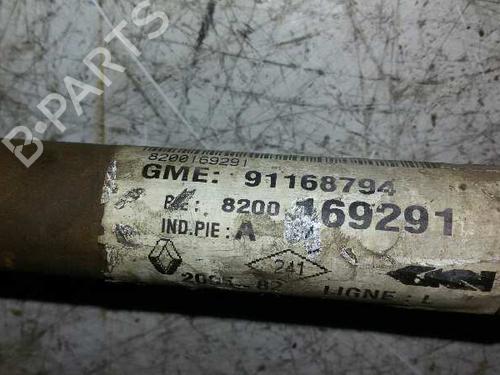 B-PARTS
8200169291
GME: 91168794
8200 169291
IND.PIE: A
241
LIGNE: L